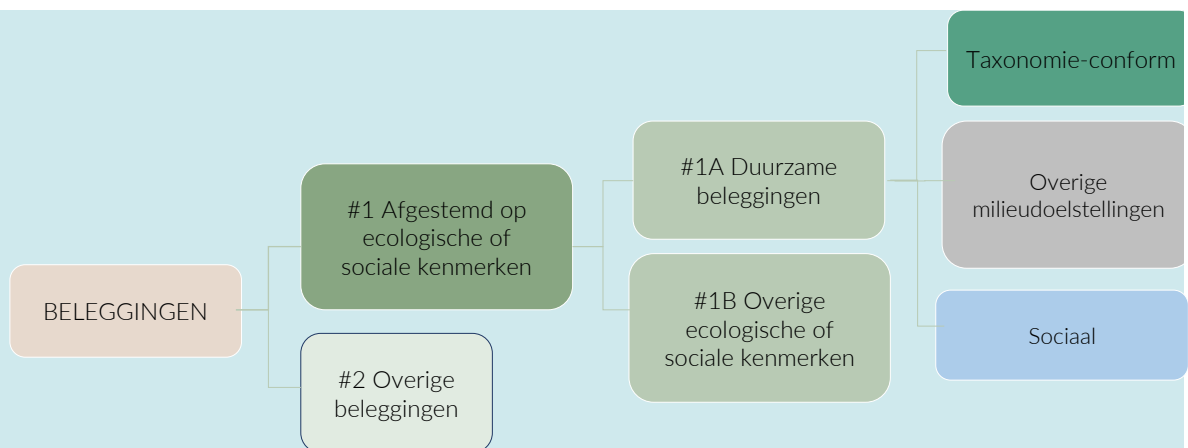 BELEGGINGEN
#1 Afgestemd op
ecologische of
sociale kenmerken
#2 Overige
beleggingen
#1A Duurzame
beleggingen
#1B Overige
ecologische of
sociale kenmerken
Taxonomie-conform
Overige
milieudoelstellingen
Sociaal